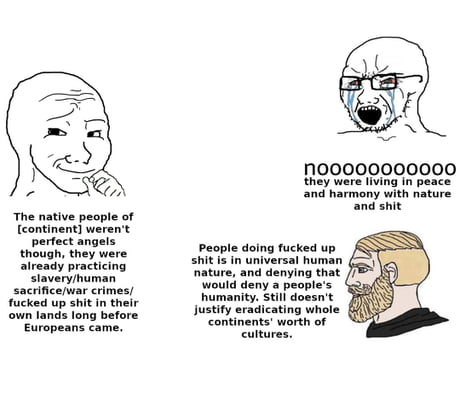 The native people of
[continent] weren't
perfect angels
though, they were
already practicing
slavery/human
sacrifice/war crimes/
fucked up shit in their
own lands long before
Europeans came.
noooooooooooo
they were living in peace
and harmony with nature
and shit
People doing fucked up
shit is in universal human
nature, and denying that
would deny a people's
humanity. Still doesn't
justify eradicating whole
continents' worth of
cultures.